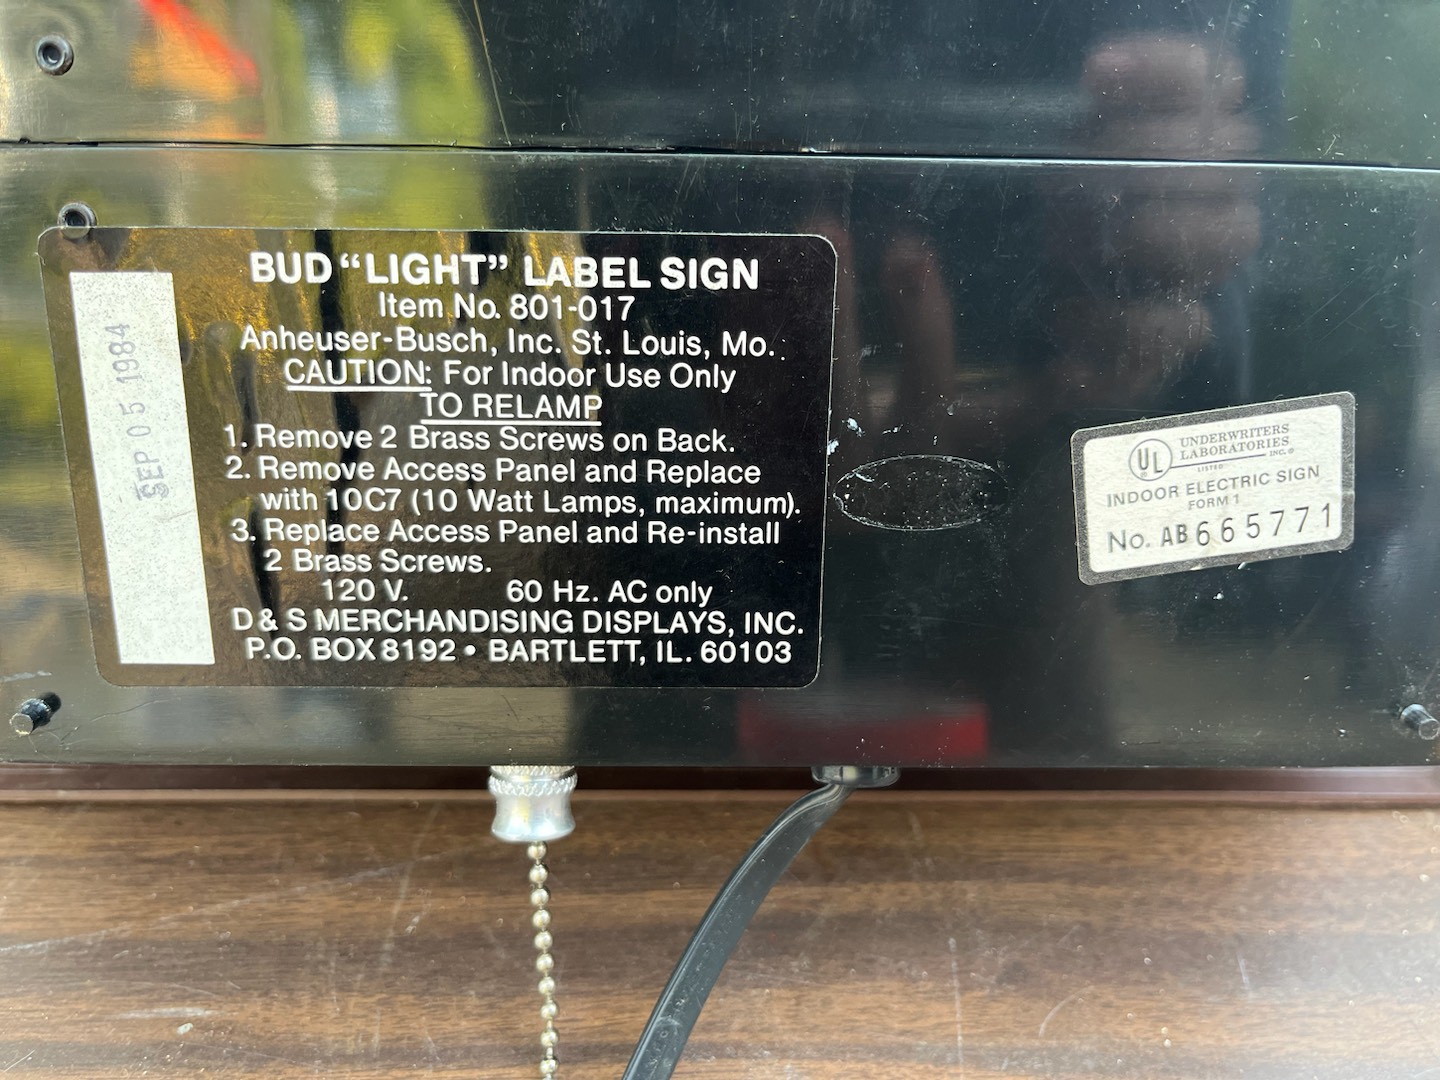 BUD “LIGHT” LABEL SIGN
Item No. 801-017
Anheuser-Busch, Inc. St. Louis, Mo.
CAUTION: For Indoor Use Only
TO RELAMP
1. Remove 2 Brass Screws on Back.
2. Remove Access Panel and Replace
with 10C7 (10 Watt Lamps, maximum).
3. Replace Access Panel and Re-install
2 Brass Screws.
120 V. 60 Hz. AC only
D & S MERCHANDISING DISPLAYS, INC.
P.O. BOX 8192 • BARTLETT, IL. 60103
SEP 05 1984
UL
UNDERWRITERS
LABORATORIES
INC.®
LISTED
INDOOR ELECTRIC SIGN
FORM 1
No. AB665771